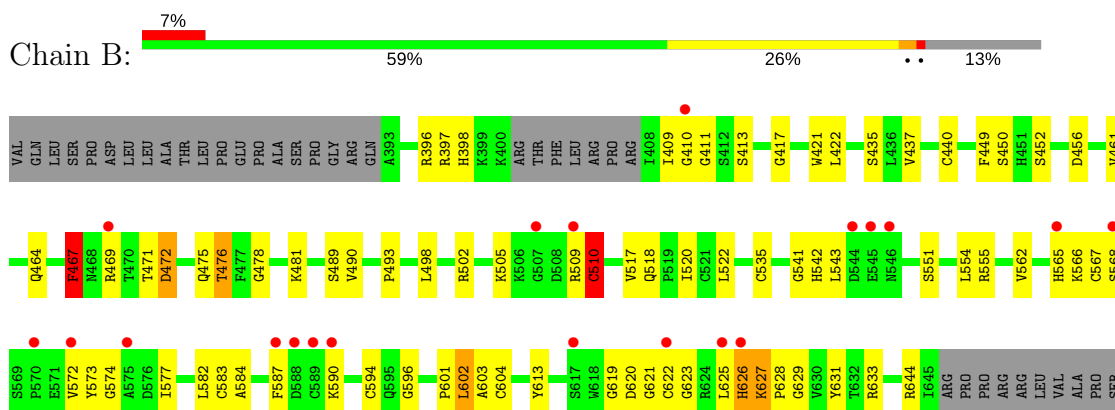 7%
Chain B:
59% 26% • • 13%
VAL GLN LEU SER PRO ASP LEU LEU ALA THR LEU PRO GLU PRO ALA SER PRO GLY ARG GLN A393 R396 R397 H398 K399 K400 ARG THR PHE LEU ARG PRO ARG I408 I409 G410 G411 S412 S413 G417 W421 L422 S435 L436 V437 C440 F449 S450 H451 S452 D456 V461
Q464 F467 N468 R469 T470 T471 D472 Q475 T476 F477 G478 K481 S489 V490 P493 L498 R502 K505 K506 G507 D508 R509 C510 V517 Q518 P519 I520 C521 L522 C535 G541 H542 L543 D544 E545 N546 S551 L554 R555 V562 H565 K566 C567 S568
S569 P570 E571 V572 Y573 G574 A575 D576 I577 L582 C583 A584 F587 D588 C589 K590 C594 Q595 G596 P601 L602 A603 C604 Y613 S617 W618 G619 D620 G621 C622 G623 R624 L625 H626 K627 P628 G629 V630 Y631 T632 R633 R644 I645 ARG PRO PRO ARG ARG LEU VAL ALA PRO SER